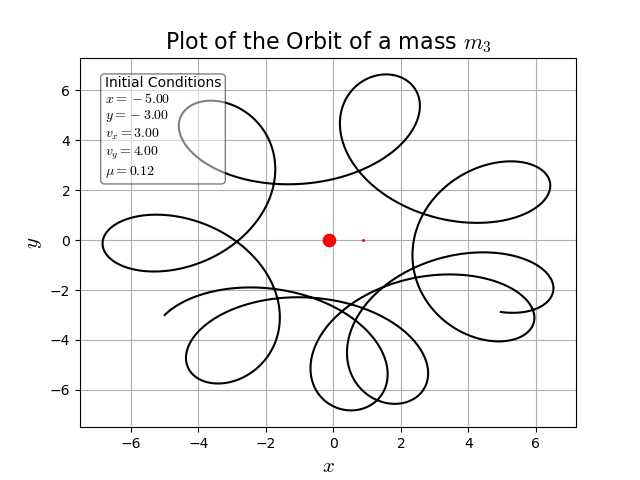 Plot of the Orbit of a mass m₃
Initial Conditions
x = −5.00
y = −3.00
vₓ = 3.00
v_y = 4.00
μ = 0.12
6
4
2
0
−2
−4
−6
y
−6
−4
−2
0
2
4
6
x